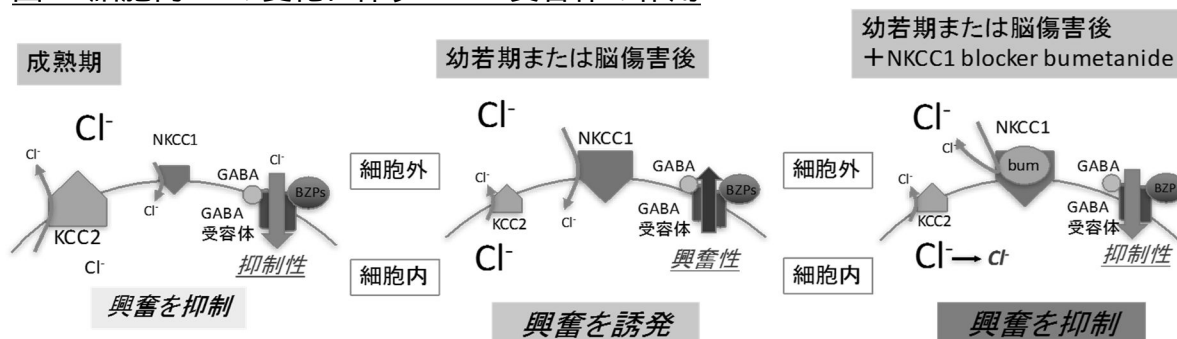 成熟期
Cl⁻
Cl⁻
NKCC1
Cl⁻
KCC2
Cl⁻
GABA
Cl⁻
BZPs
GABA
受容体
抑制性
興奮を抑制
細胞外
細胞内
幼若期または脳傷害後
Cl⁻
NKCC1
Cl⁻
Cl⁻
KCC2
Cl⁻
GABA
BZPs
GABA
受容体
興奮性
興奮を誘発
細胞外
細胞内
幼若期または脳傷害後
＋NKCC1 blocker bumetanide
Cl⁻
NKCC1
Cl⁻
bum
Cl⁻
KCC2
Cl⁻→Cl⁻
GABA
BZP
GABA
受容体
抑制性
興奮を抑制